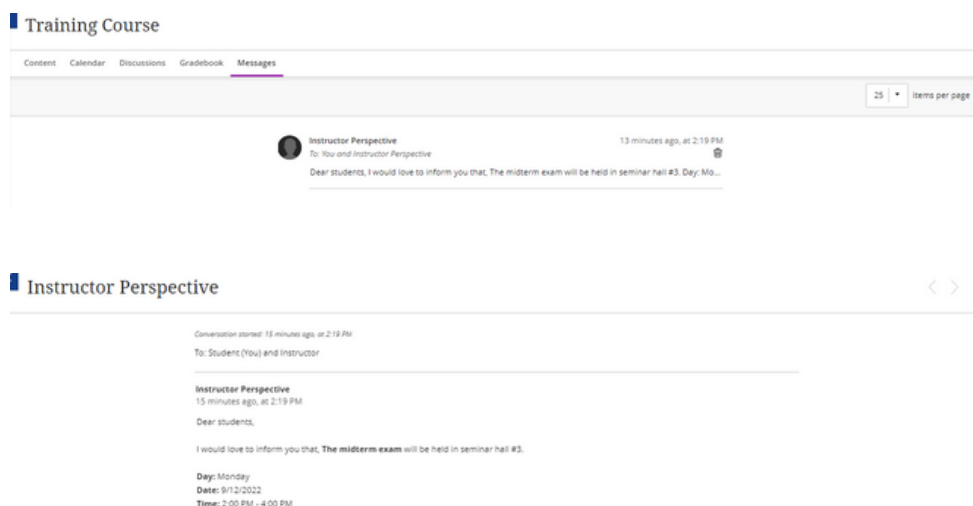 Training Course
Content Calendar Discussions Gradebook Messages
25 items per page
Instructor Perspective 13 minutes ago, at 2:19 PM
To: You and Instructor Perspective
Dear students, I would love to inform you that, The midterm exam will be held in seminar hall #3. Day: Mo...
Instructor Perspective
Conversation started: 15 minutes ago, at 2:19 PM
To: Student (You) and Instructor
Instructor Perspective
15 minutes ago, at 2:19 PM
Dear students,
I would love to inform you that, The midterm exam will be held in seminar hall #3.
Day: Monday
Date: 9/12/2022
Time: 2:00 PM - 4:00 PM